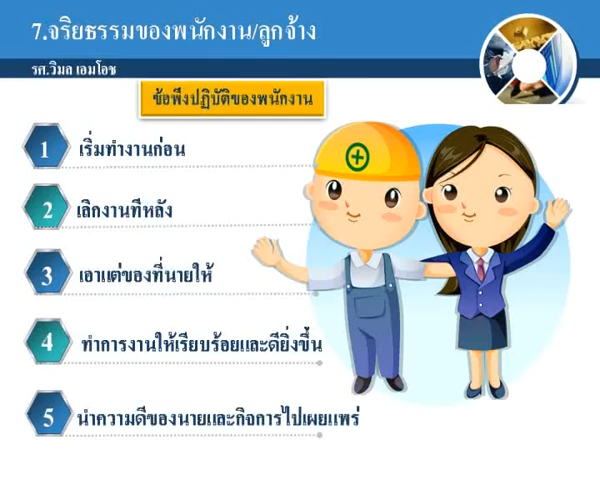 7.จริยธรรมของพนักงาน/ลูกจ้าง
รศ.วิมล เอมโอช
ข้อพึงปฏิบัติของพนักงาน
1 เริ่มทำงานก่อน
2 เลิกงานทีหลัง
3 เอาแต่ของที่นายให้
4 ทำการงานให้เรียบร้อยและดียิ่งขึ้น
5 นำความดีของนายและกิจการไปเผยแพร่